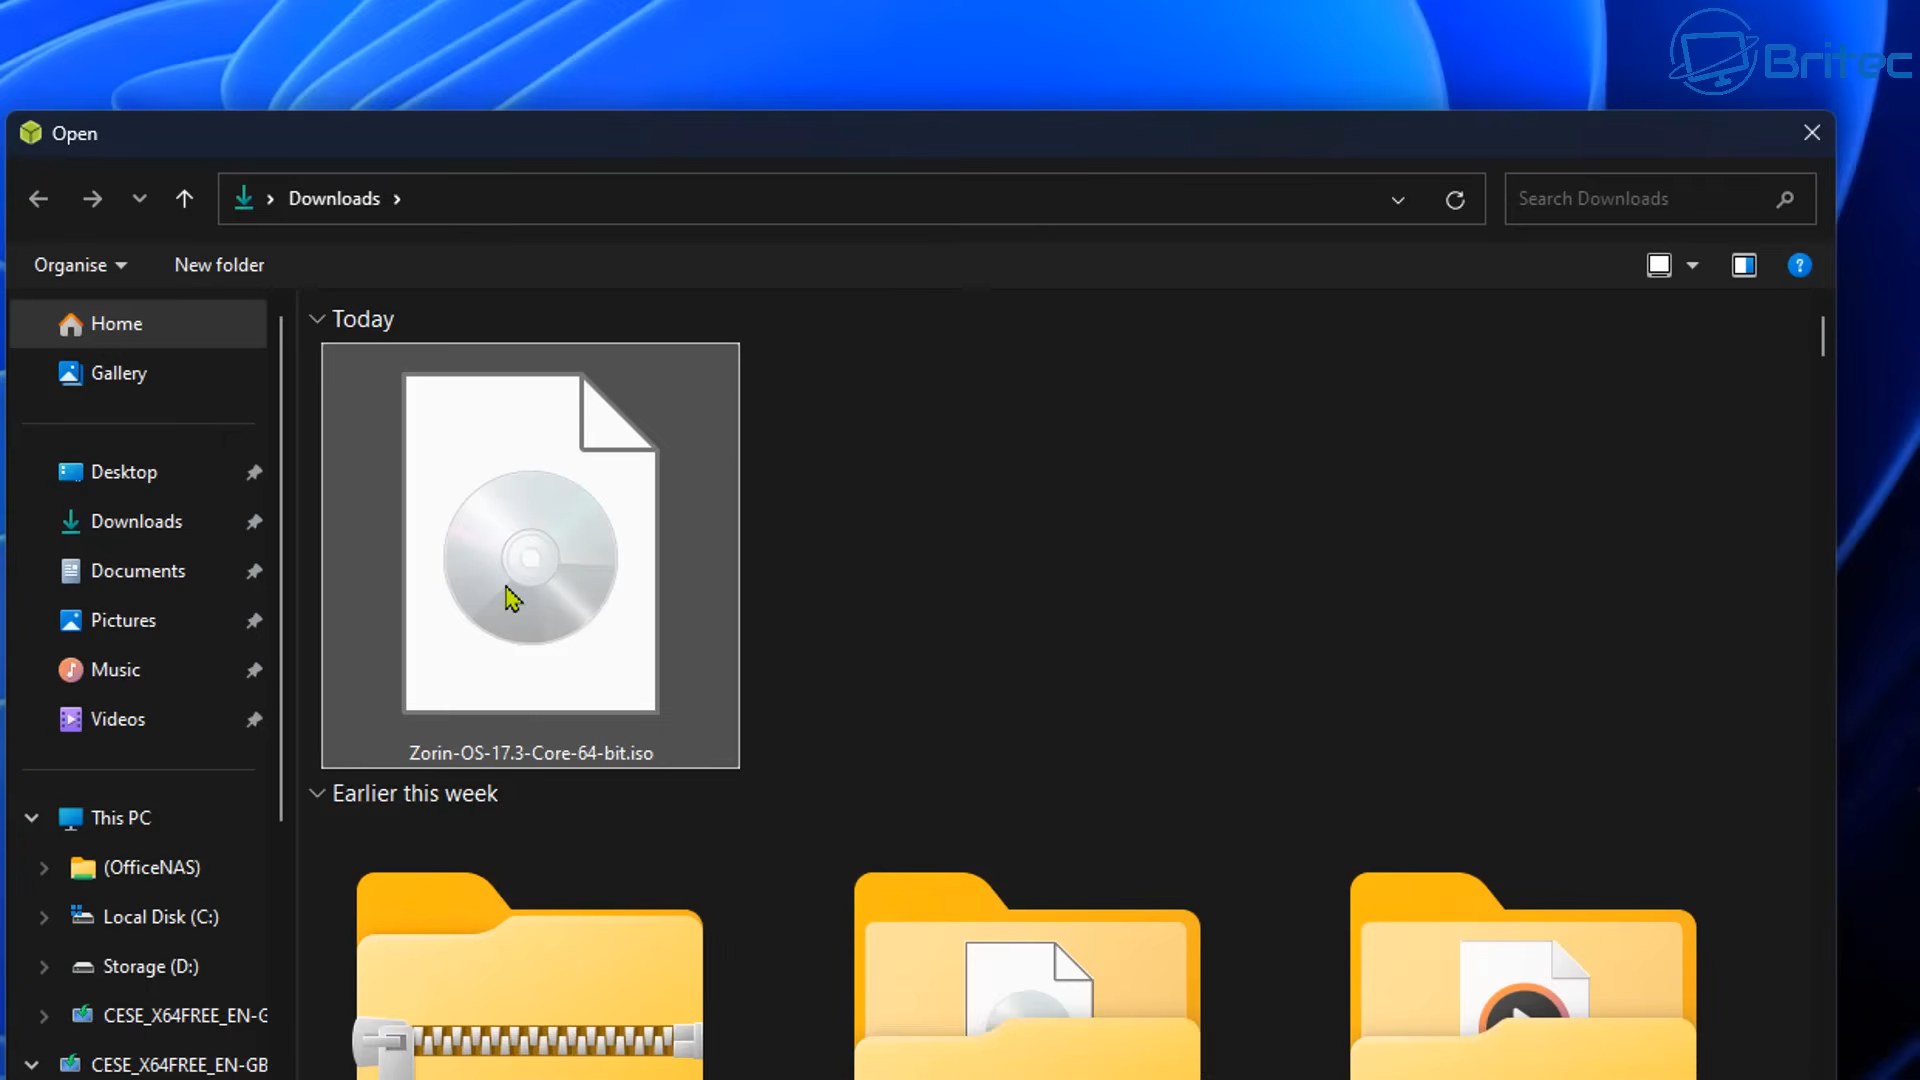 Britec
Open
Downloads
Search Downloads
Organise
New folder
Home
Gallery
Desktop
Downloads
Documents
Pictures
Music
Videos
This PC
(OfficeNAS)
Local Disk (C:)
Storage (D:)
CESE_X64FREE_EN-G
CESE_X64FREE_EN-GB
Today
Zorin-OS-17.3-Core-64-bit.iso
Earlier this week